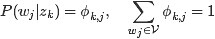 P(w_j|z_k) = ϕ_{k,j}, ∑_{w_j∈𝒱} ϕ_{k,j} = 1